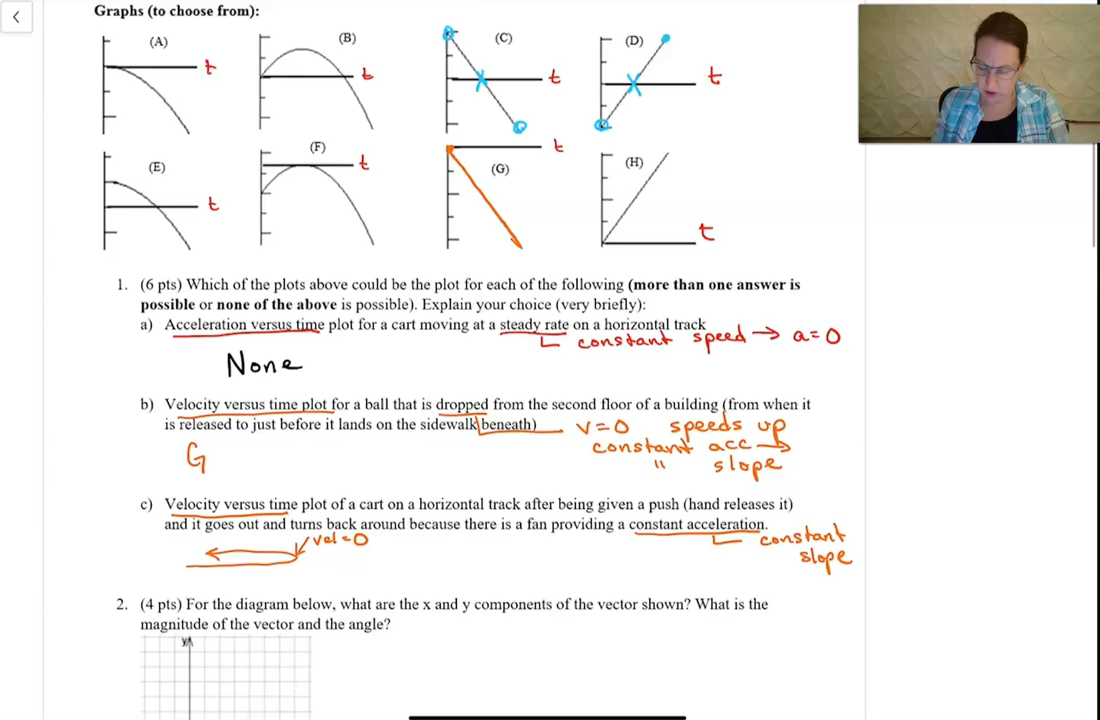 Graphs (to choose from):
(A)
(B)
(C)
(D)
t
t
t
t
(E)
(F)
(G)
(H)
t
t
t
t
1. (6 pts) Which of the plots above could be the plot for each of the following (more than one answer is
possible or none of the above is possible). Explain your choice (very briefly):
a) Acceleration versus time plot for a cart moving at a steady rate on a horizontal track
constant speed → a=0
None
b) Velocity versus time plot for a ball that is dropped from the second floor of a building (from when it
is released to just before it lands on the sidewalk beneath)
v=0 speeds up
constant acc
" slope
G
c) Velocity versus time plot of a cart on a horizontal track after being given a push (hand releases it)
and it goes out and turns back around because there is a fan providing a constant acceleration.
vel=0
constant
slope
2. (4 pts) For the diagram below, what are the x and y components of the vector shown? What is the
magnitude of the vector and the angle?
y